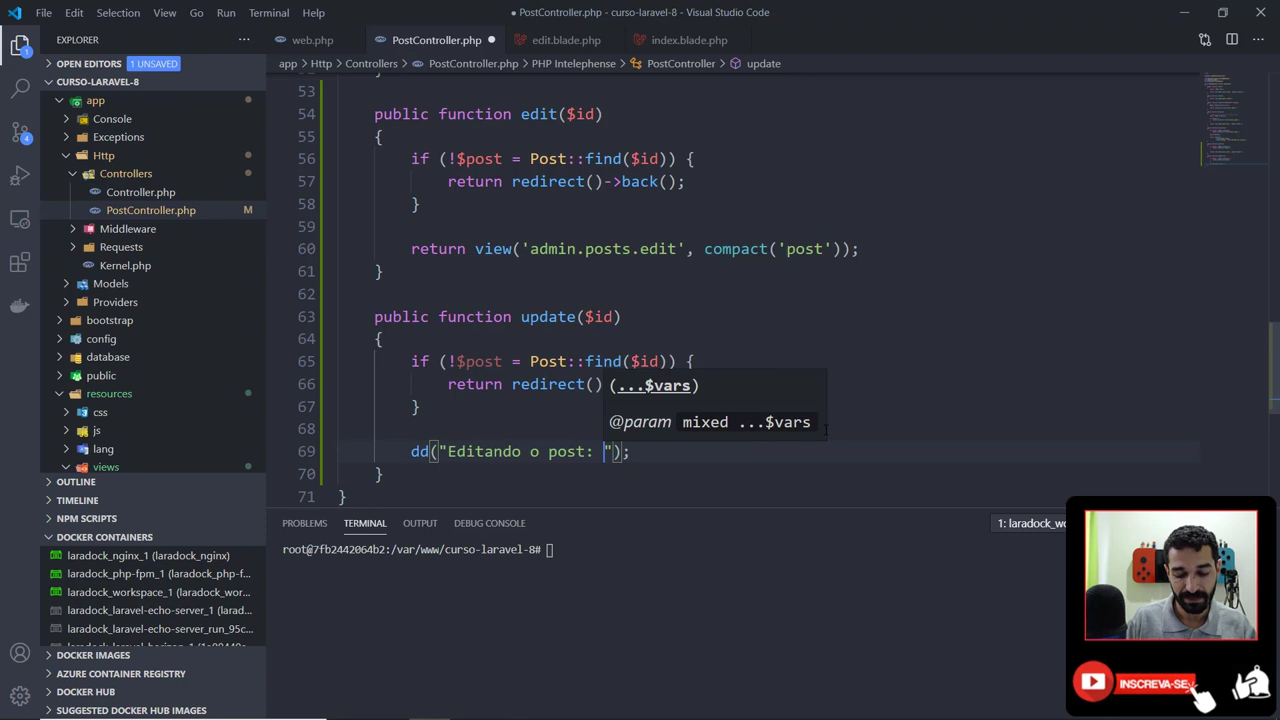 File Edit Selection View Go Run Terminal Help
● PostController.php - curso-laravel-8 - Visual Studio Code
EXPLORER
web.php
PostController.php
edit.blade.php
index.blade.php
OPEN EDITORS 1 UNSAVED
app > Http > Controllers > PostController.php > PHP Intelephense > PostController > update
CURSO-LARAVEL-8
app
Console
Exceptions
Http
Controllers
Controller.php
PostController.php M
Middleware
Requests
Kernel.php
Models
Providers
bootstrap
config
database
public
resources
css
js
lang
views
OUTLINE
TIMELINE
NPM SCRIPTS
DOCKER CONTAINERS
laradock_nginx_1 (laradock_nginx)
laradock_php-fpm_1 (laradock_php-f...
laradock_workspace_1 (laradock_wor...
laradock_laravel-echo-server_1 (larad...
laradock_laravel-echo-server_run_95c...
DOCKER IMAGES
AZURE CONTAINER REGISTRY
DOCKER HUB
SUGGESTED DOCKER HUB IMAGES
1
4
53
54 public function edit($id)
55 {
56 if (!$post = Post::find($id)) {
57 return redirect()->back();
58 }
59
60 return view('admin.posts.edit', compact('post'));
61 }
62
63 public function update($id)
64 {
65 if (!$post = Post::find($id)) {
66 return redirect()
67 }
68
69 dd("Editando o post: ");
70 }
71 }
(...$vars)
@param mixed ...$vars
PROBLEMS TERMINAL OUTPUT DEBUG CONSOLE
1: laradock_wo
root@7fb2442064b2:/var/www/curso-laravel-8#
INSCREVA-SE